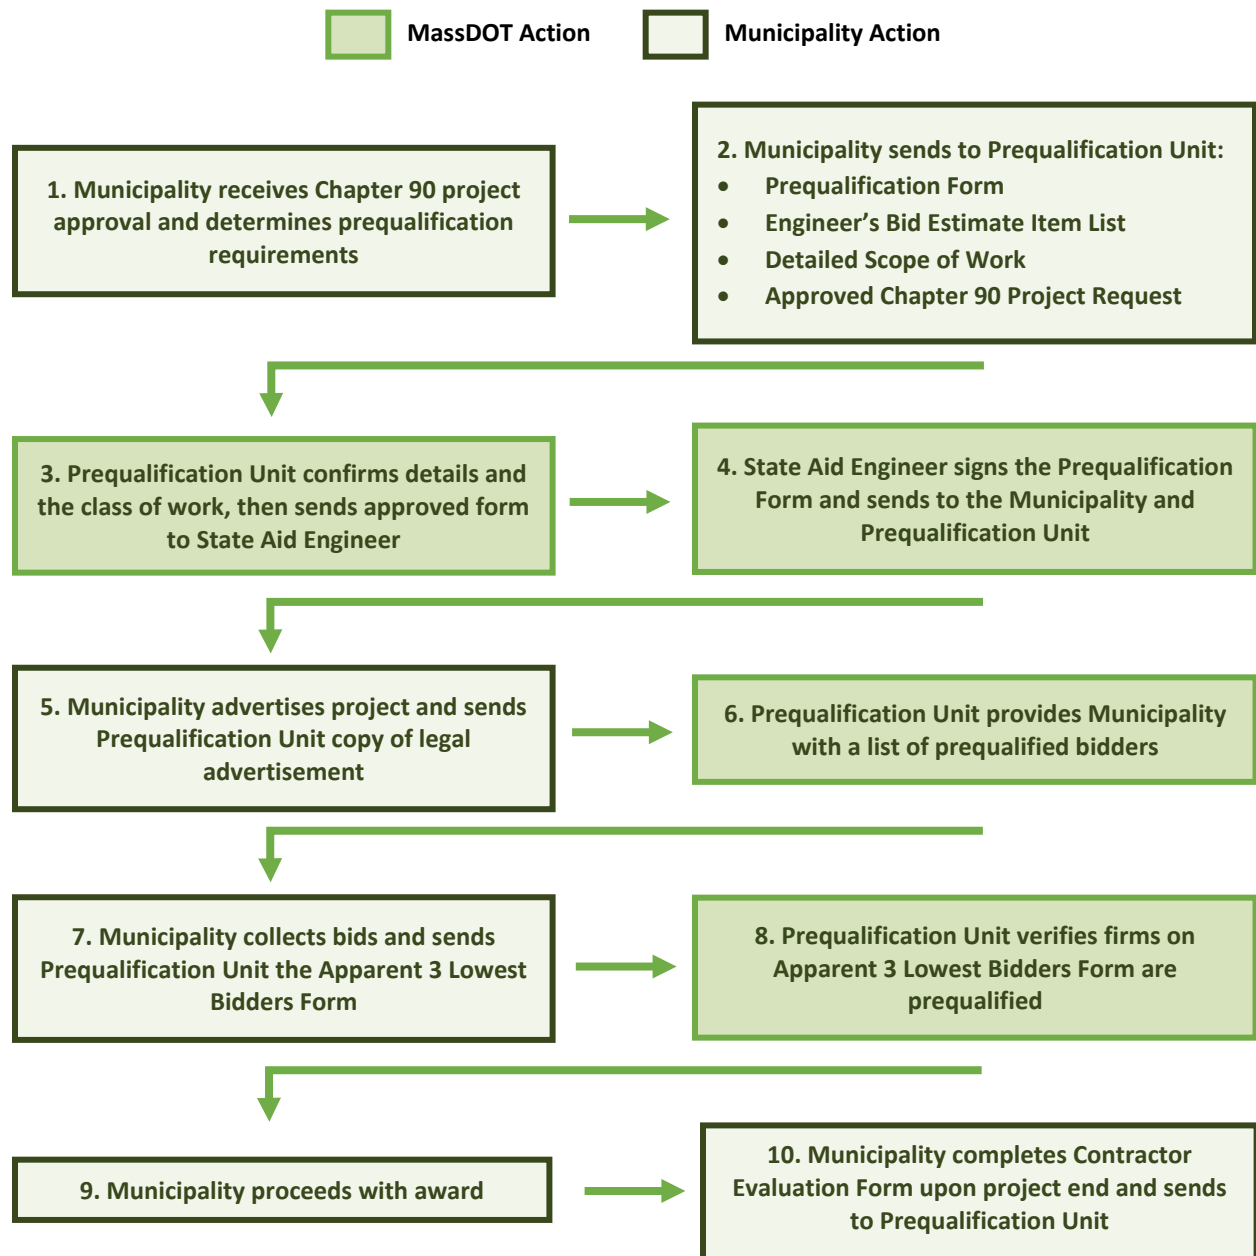 MassDOT Action
Municipality Action
1. Municipality receives Chapter 90 project
approval and determines prequalification
requirements
2. Municipality sends to Prequalification Unit:
• Prequalification Form
• Engineer’s Bid Estimate Item List
• Detailed Scope of Work
• Approved Chapter 90 Project Request
3. Prequalification Unit confirms details and
the class of work, then sends approved form
to State Aid Engineer
4. State Aid Engineer signs the Prequalification
Form and sends to the Municipality and
Prequalification Unit
5. Municipality advertises project and sends
Prequalification Unit copy of legal
advertisement
6. Prequalification Unit provides Municipality
with a list of prequalified bidders
7. Municipality collects bids and sends
Prequalification Unit the Apparent 3 Lowest
Bidders Form
8. Prequalification Unit verifies firms on
Apparent 3 Lowest Bidders Form are
prequalified
9. Municipality proceeds with award
10. Municipality completes Contractor
Evaluation Form upon project end and sends
to Prequalification Unit